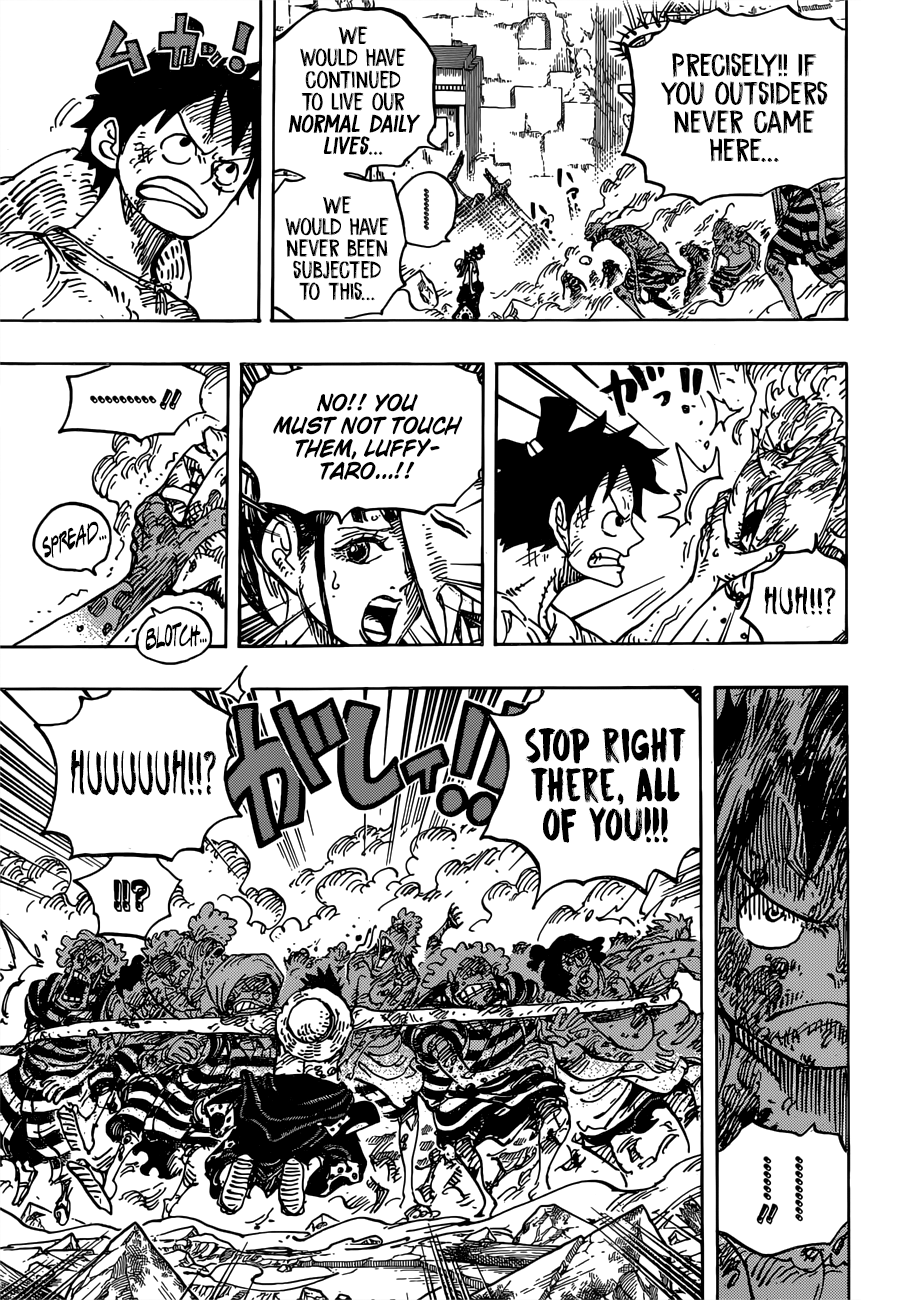 PRECISELY!! IF
YOU OUTSIDERS
NEVER CAME
HERE...
WE
WOULD HAVE
CONTINUED
TO LIVE OUR
NORMAL DAILY
LIVES...
WE
WOULD HAVE
NEVER BEEN
SUBJECTED
TO THIS...
ムカッ!
ガッ!!
HUH!!?
NO!! YOU
MUST NOT TOUCH
THEM, LUFFY-
TARO...!!
...........!!
SPREAD...
BLOTCH...
STOP RIGHT
THERE, ALL
OF YOU!!!
がしィ!!
HUUUUUH!!?
!!?